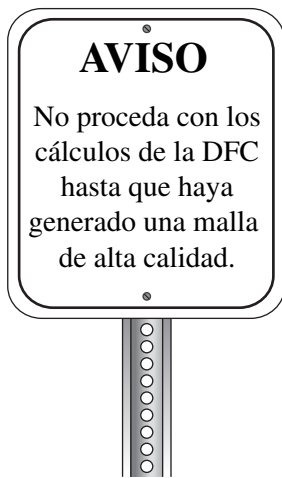 AVISO
No proceda con los
cálculos de la DFC
hasta que haya
generado una malla
de alta calidad.